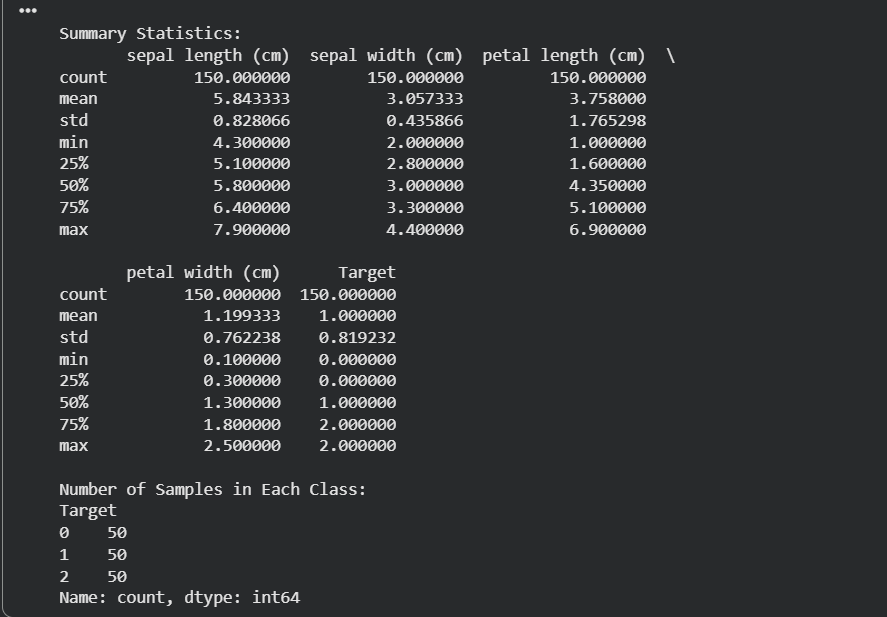 Summary Statistics:
       sepal length (cm)  sepal width (cm)  petal length (cm)  \
count         150.000000        150.000000         150.000000
mean            5.843333          3.057333           3.758000
std             0.828066          0.435866           1.765298
min             4.300000          2.000000           1.000000
25%             5.100000          2.800000           1.600000
50%             5.800000          3.000000           4.350000
75%             6.400000          3.300000           5.100000
max             7.900000          4.400000           6.900000

       petal width (cm)      Target
count        150.000000  150.000000
mean           1.199333    1.000000
std            0.762238    0.819232
min            0.100000    0.000000
25%            0.300000    0.000000
50%            1.300000    1.000000
75%            1.800000    2.000000
max            2.500000    2.000000

Number of Samples in Each Class:
Target
0    50
1    50
2    50
Name: count, dtype: int64